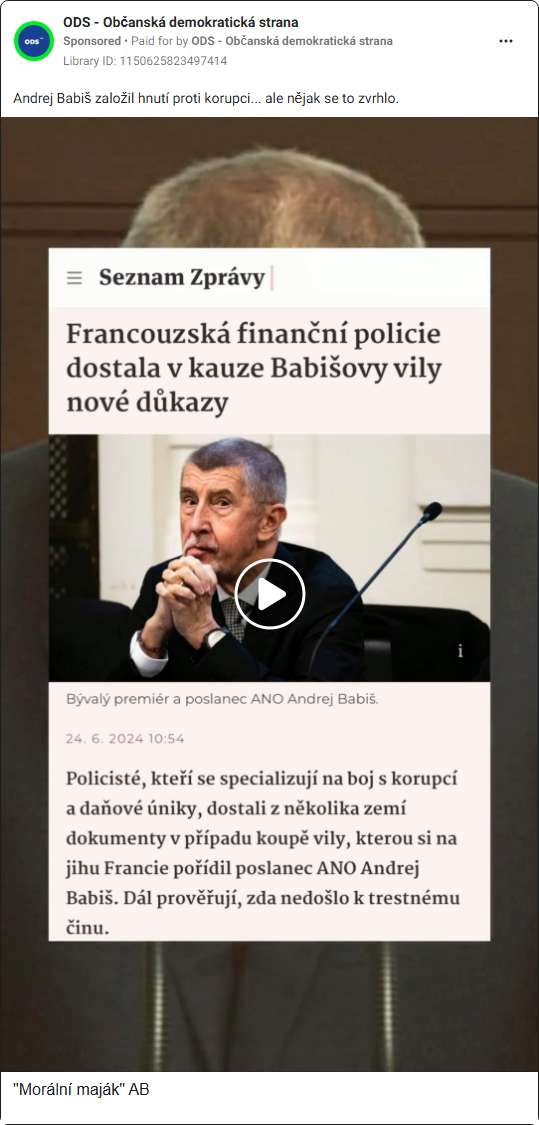 ODS - Občanská demokratická strana
Sponsored • Paid for by ODS - Občanská demokratická strana
Library ID: 1150625823497414
ODS
Andrej Babiš založil hnutí proti korupci... ale nějak se to zvrhlo.
Seznam Zprávy
Francouzská finanční policie
dostala v kauze Babišovy vily
nové důkazy
i
Bývalý premiér a poslanec ANO Andrej Babiš.
24. 6. 2024 10:54
Policisté, kteří se specializují na boj s korupcí
a daňové úniky, dostali z několika zemí
dokumenty v případu koupě vily, kterou si na
jihu Francie pořídil poslanec ANO Andrej
Babiš. Dál prověřují, zda nedošlo k trestnému
činu.
"Morální maják" AB